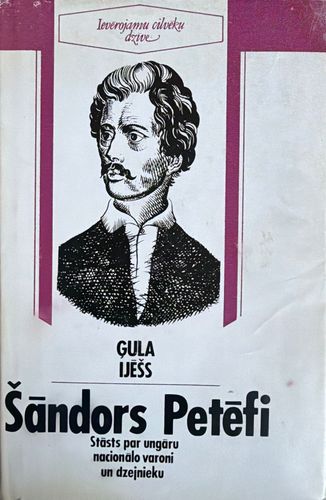 Ievērojamu cilvēku
dzīve
ĢULA
IJĒŠS
Šāndors Petēfi
Stāsts par ungāru
nacionālo varoni
un dzejnieku